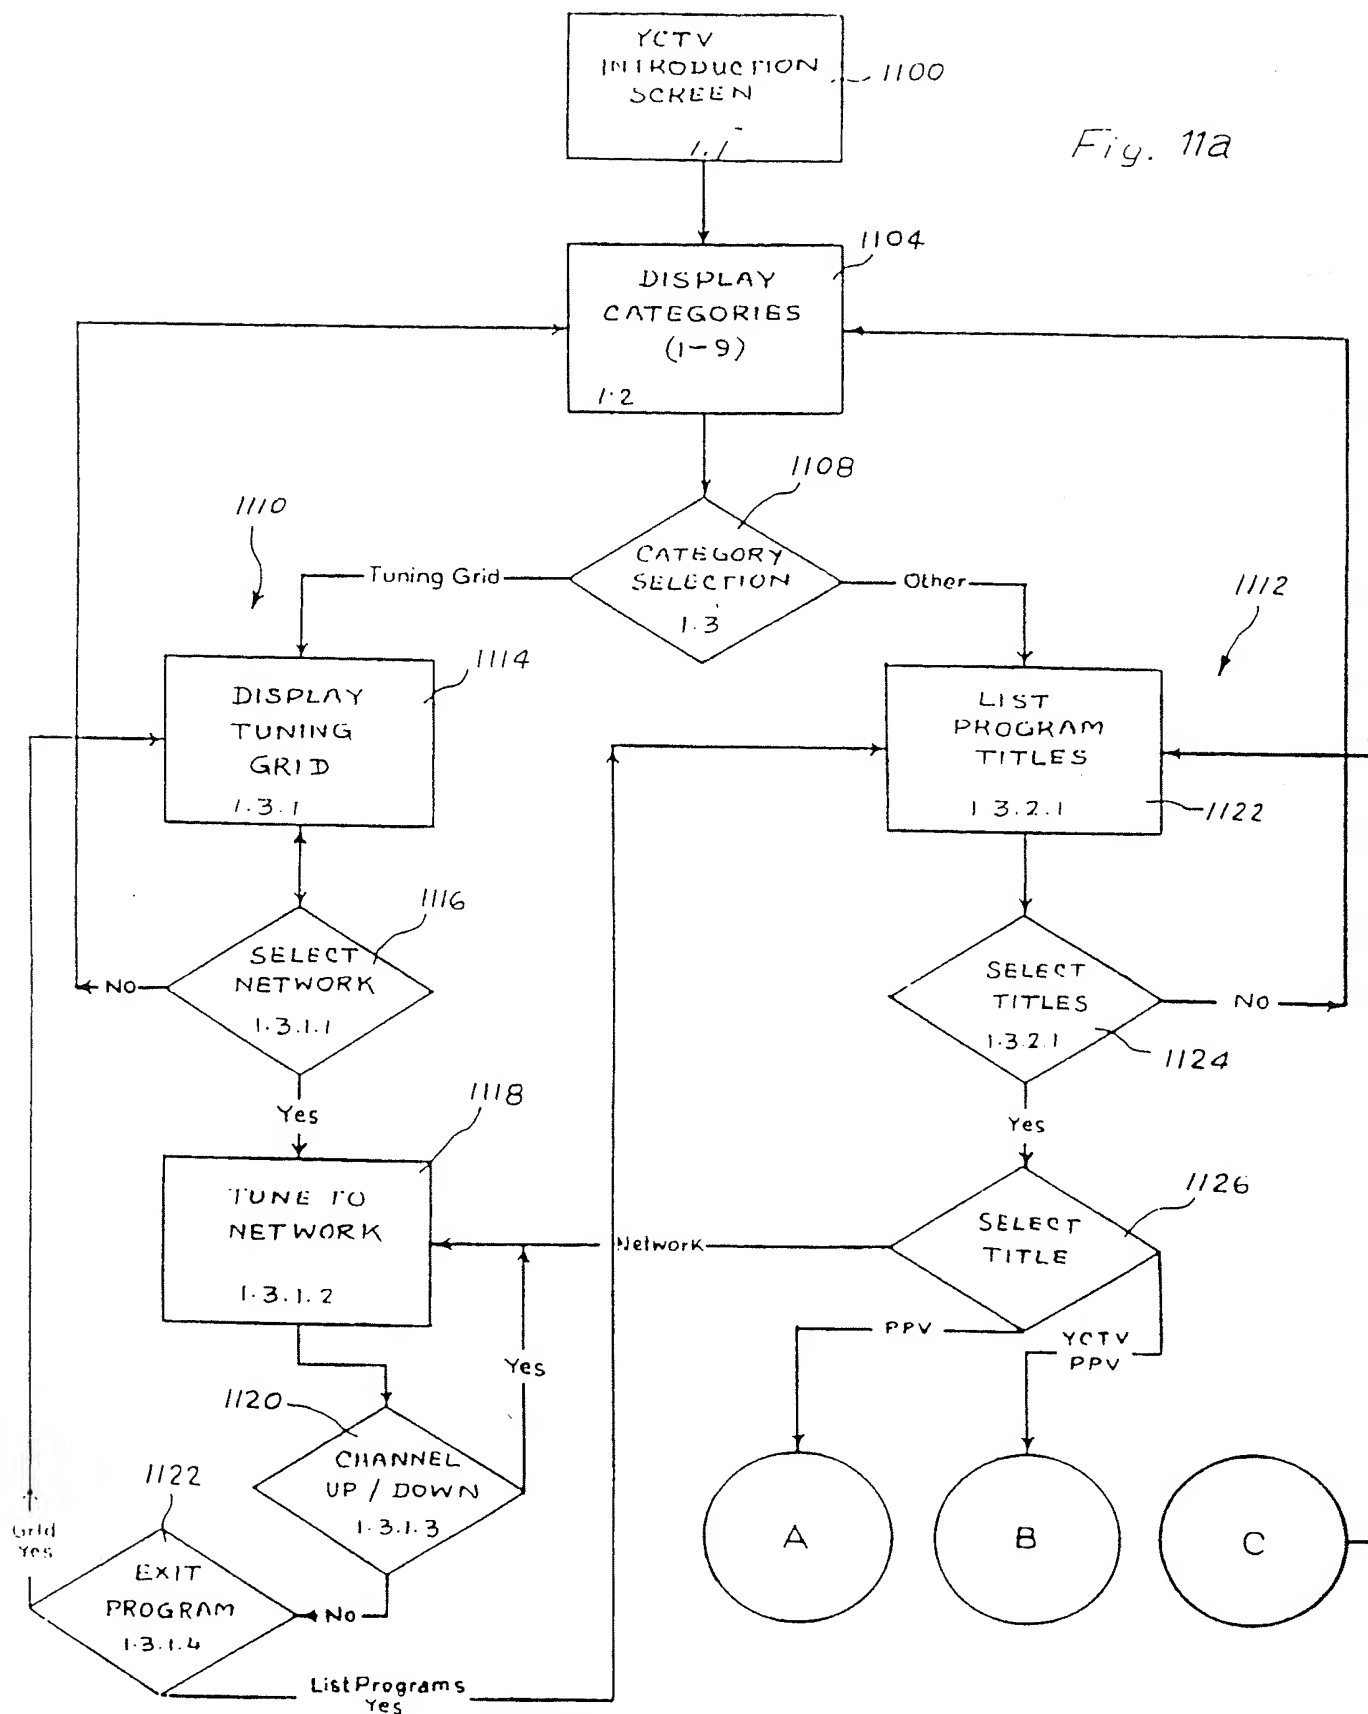 YCTV
INTRODUCTION
SCREEN
1.1
1100
Fig. 11a
1104
DISPLAY
CATEGORIES
(1-9)
1.2
1108
1110
CATEGORY
SELECTION
1.3
Tuning Grid
Other
1112
1114
DISPLAY
TUNING
GRID
1.3.1
LIST
PROGRAM
TITLES
1 3.2.1
1122
1116
SELECT
NETWORK
1.3.1.1
No
SELECT
TITLES
1.3.2.1
No
1124
Yes
Yes
1118
TUNE TO
NETWORK
1.3.1.2
Network
1126
SELECT
TITLE
PPV
YCTV
PPV
Yes
1120
CHANNEL
UP / DOWN
1.3.1.3
1122
Grid
Yes
EXIT
PROGRAM
1.3.1.4
No
List Programs
Yes
A
B
C